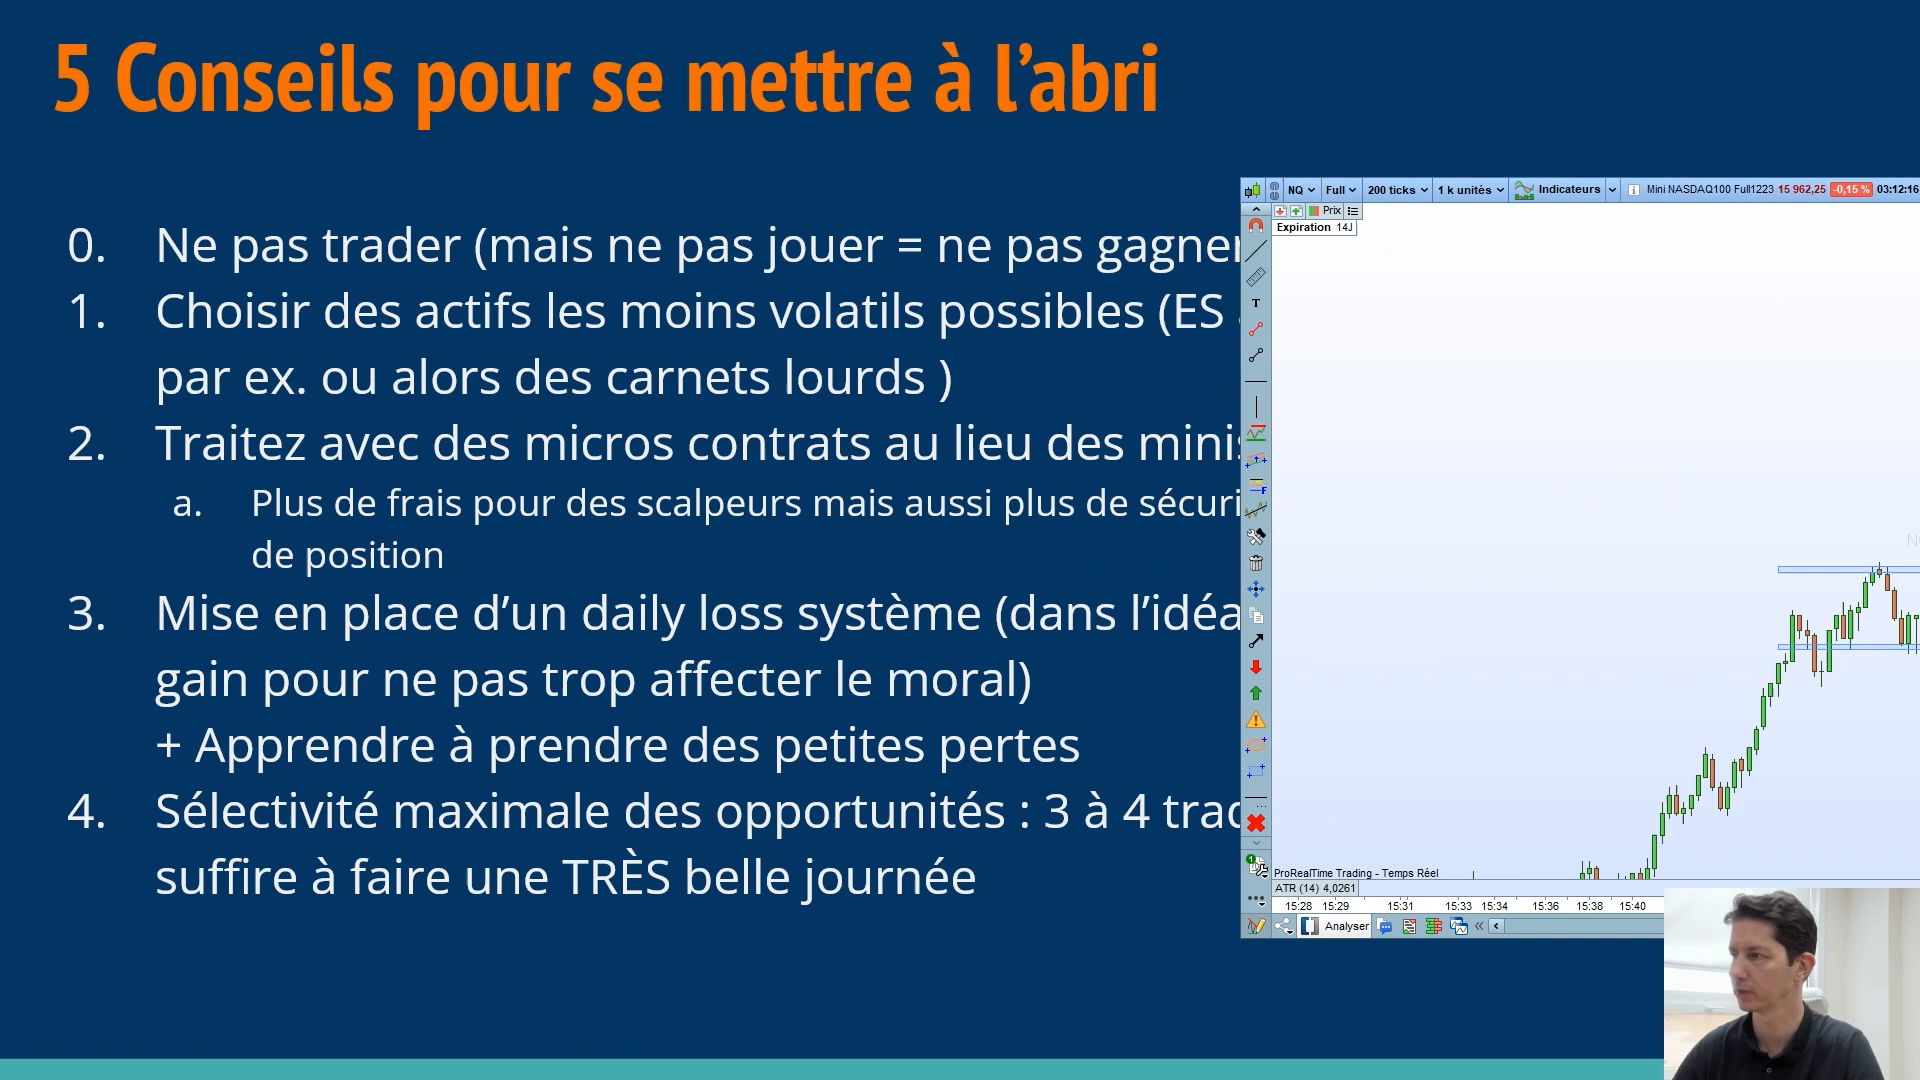 5 Conseils pour se mettre à l’abri
0. Ne pas trader (mais ne pas jouer = ne pas gagner
1. Choisir des actifs les moins volatils possibles (ES
par ex. ou alors des carnets lourds )
2. Traitez avec des micros contrats au lieu des minis
a. Plus de frais pour des scalpeurs mais aussi plus de
de position
3. Mise en place d’un daily loss système (dans
gain pour ne pas trop affecter le moral)
+ Apprendre à prendre des petites pertes
4. Sélectivité maximale des opportunités : 3 à 4
suffire à faire une TRÈS belle journée
NQ Full 200 ticks 1 k unités Indicateurs Mini NASDAQ100 Full1223 15 962,25 -0,15 % 03:12:16
Prix
Expiration 14J
ProRealTime Trading - Temps Réel
ATR (14) 4,0261
15:28 15:29 15:31 15:33 15:34 15:36 15:38 15:40
Analyser